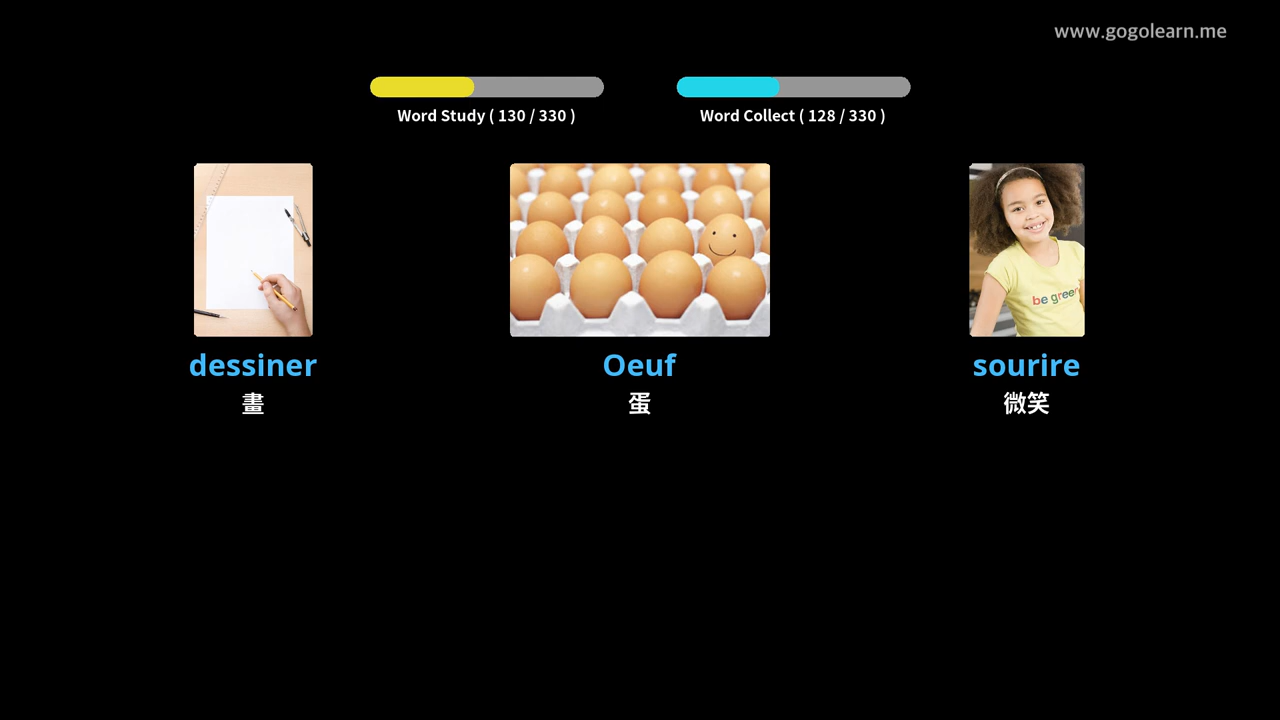 www.gogolearn.me
Word Study ( 130 / 330 )
Word Collect ( 128 / 330 )
be green
dessiner
畫
Oeuf
蛋
sourire
微笑